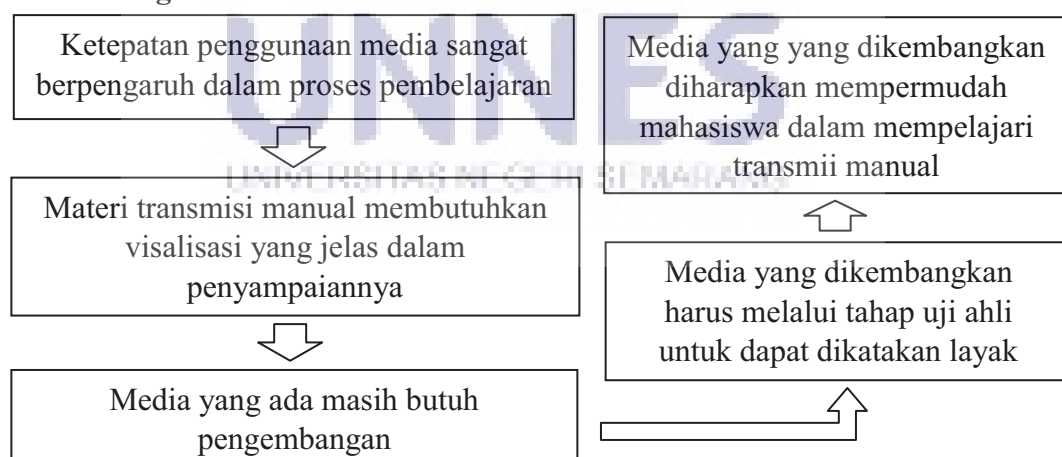 Ketepatan penggunaan media sangat
berpengaruh dalam proses pembelajaran
Materi transmisi manual membutuhkan
visalisasi yang jelas dalam
penyampaiannya
Media yang ada masih butuh
pengembangan
Media yang dikembangkan
harus melalui tahap uji ahli
untuk dapat dikatakan layak
Media yang yang dikembangkan
diharapkan mempermudah
mahasiswa dalam mempelajari
transmii manual
UNNES
UNIVERSITAS NEGERI SEMARANG